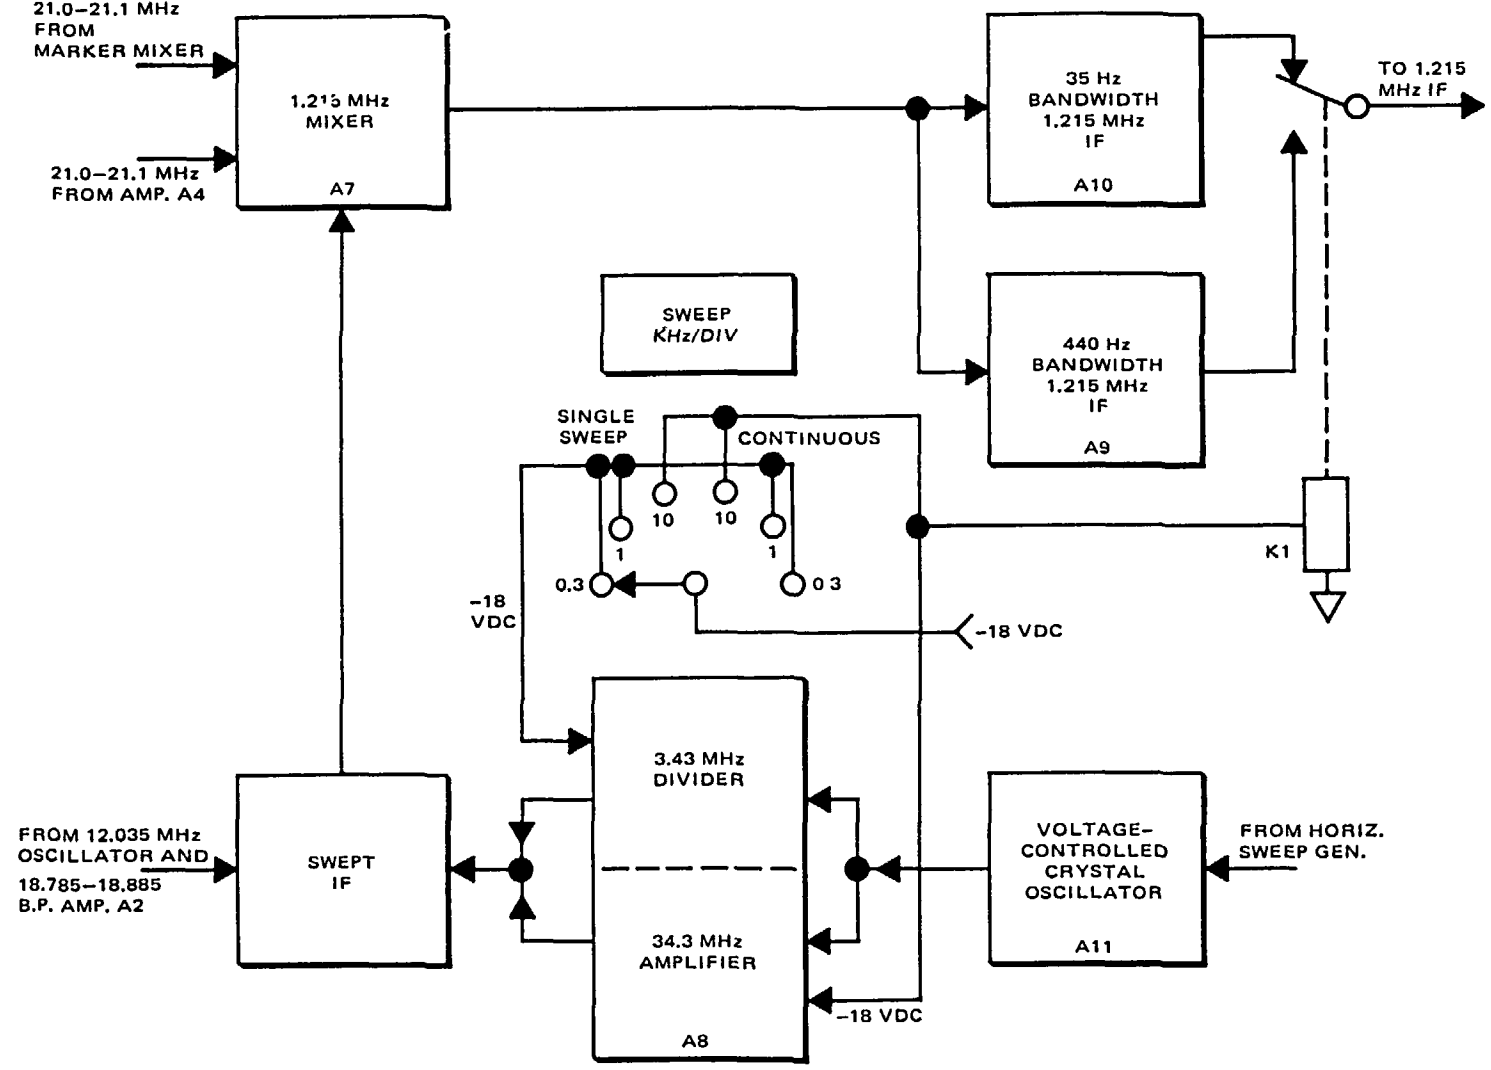 21.0–21.1 MHz
FROM
MARKER MIXER
21.0–21.1 MHz
FROM AMP. A4
1.215 MHz
MIXER
A7
35 Hz
BANDWIDTH
1.215 MHz
IF
A10
TO 1.215
MHz IF
SWEEP
KHz/DIV
440 Hz
BANDWIDTH
1.215 MHz
IF
A9
SINGLE
SWEEP
CONTINUOUS
10
10
1
1
0.3
0 3
K1
–18
VDC
–18 VDC
3.43 MHz
DIVIDER
34.3 MHz
AMPLIFIER
A8
–18 VDC
FROM 12.035 MHz
OSCILLATOR AND
18.785–18.885
B.P. AMP. A2
SWEPT
IF
VOLTAGE–
CONTROLLED
CRYSTAL
OSCILLATOR
A11
FROM HORIZ.
SWEEP GEN.